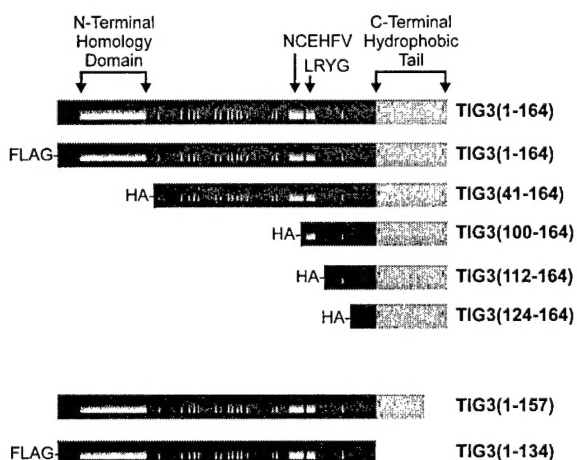 N-Terminal Homology Domain
NCEHFV
LRYG
C-Terminal Hydrophobic Tail
TIG3(1-164)
FLAG- TIG3(1-164)
HA- TIG3(41-164)
HA- TIG3(100-164)
HA- TIG3(112-164)
HA- TIG3(124-164)
TIG3(1-157)
FLAG- TIG3(1-134)